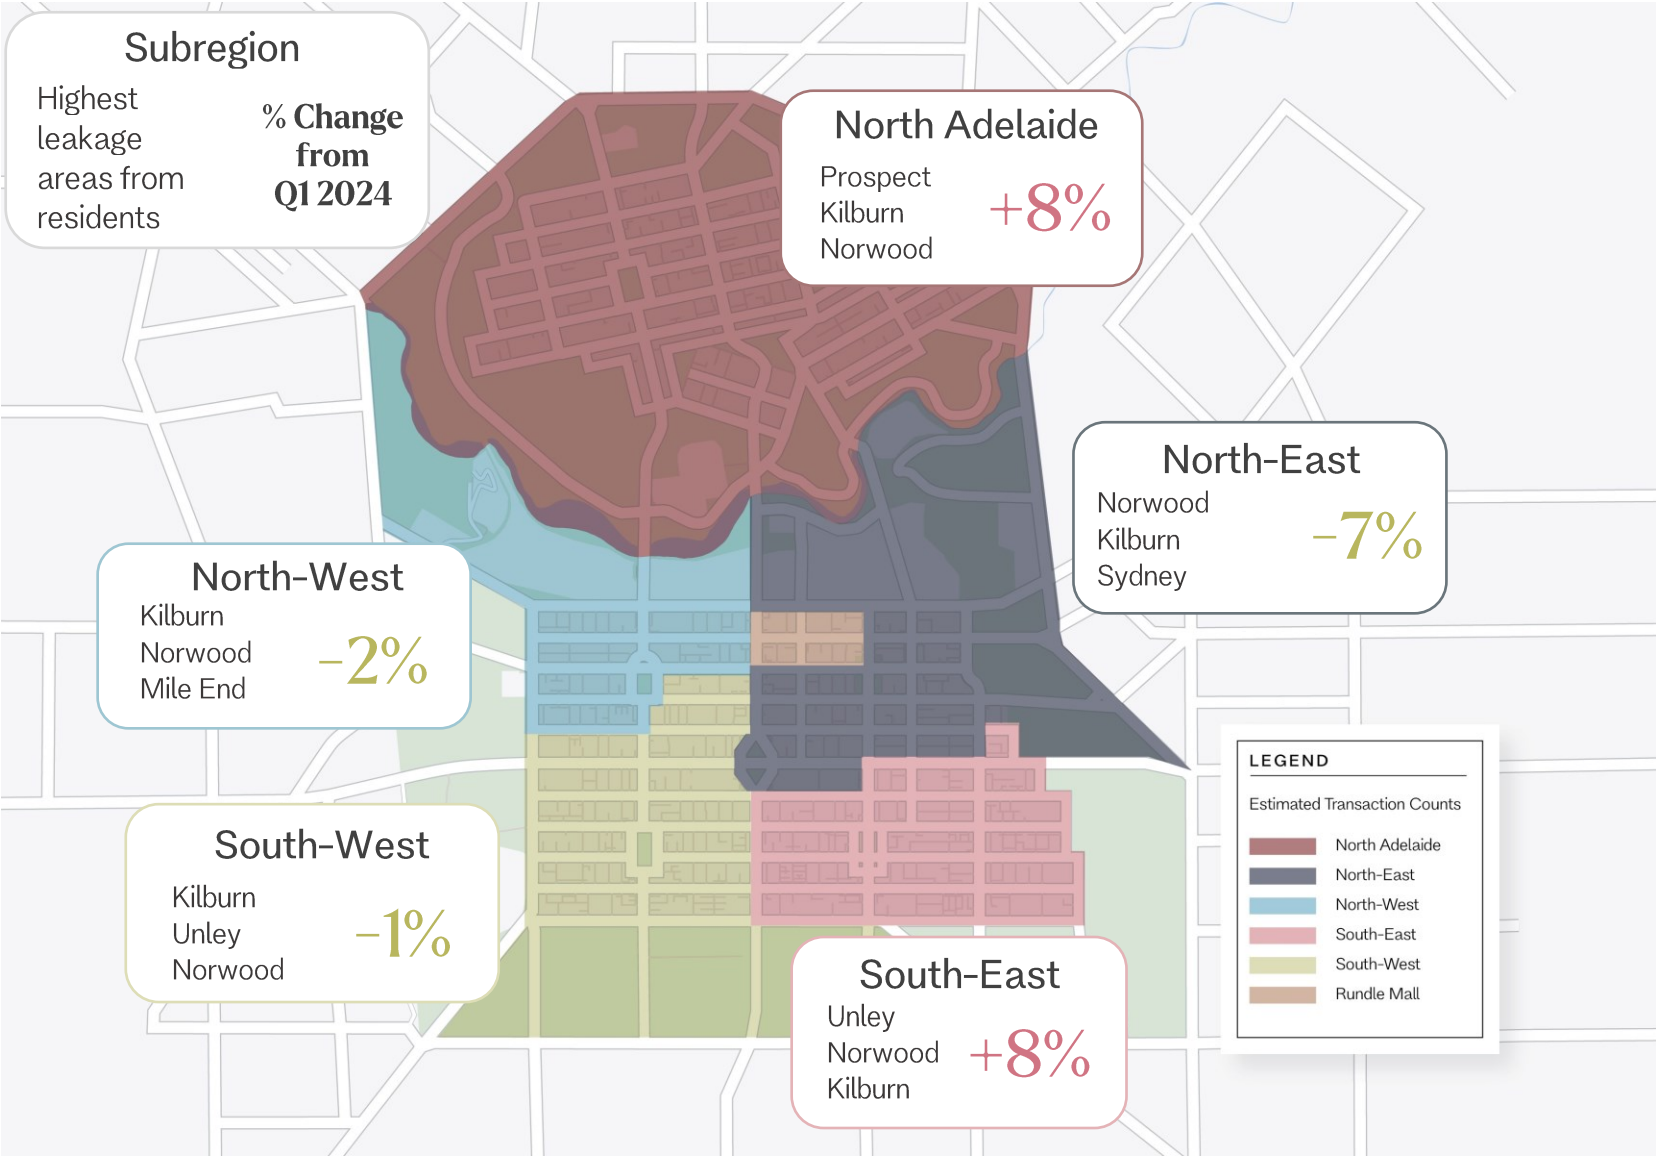 Subregion
Highest
leakage
areas from
residents
% Change
from
Q1 2024
North Adelaide
Prospect
Kilburn
Norwood
+8%
North-East
Norwood
Kilburn
Sydney
-7%
North-West
Kilburn
Norwood
Mile End
-2%
South-West
Kilburn
Unley
Norwood
-1%
South-East
Unley
Norwood
Kilburn
+8%
LEGEND
Estimated Transaction Counts
North Adelaide
North-East
North-West
South-East
South-West
Rundle Mall